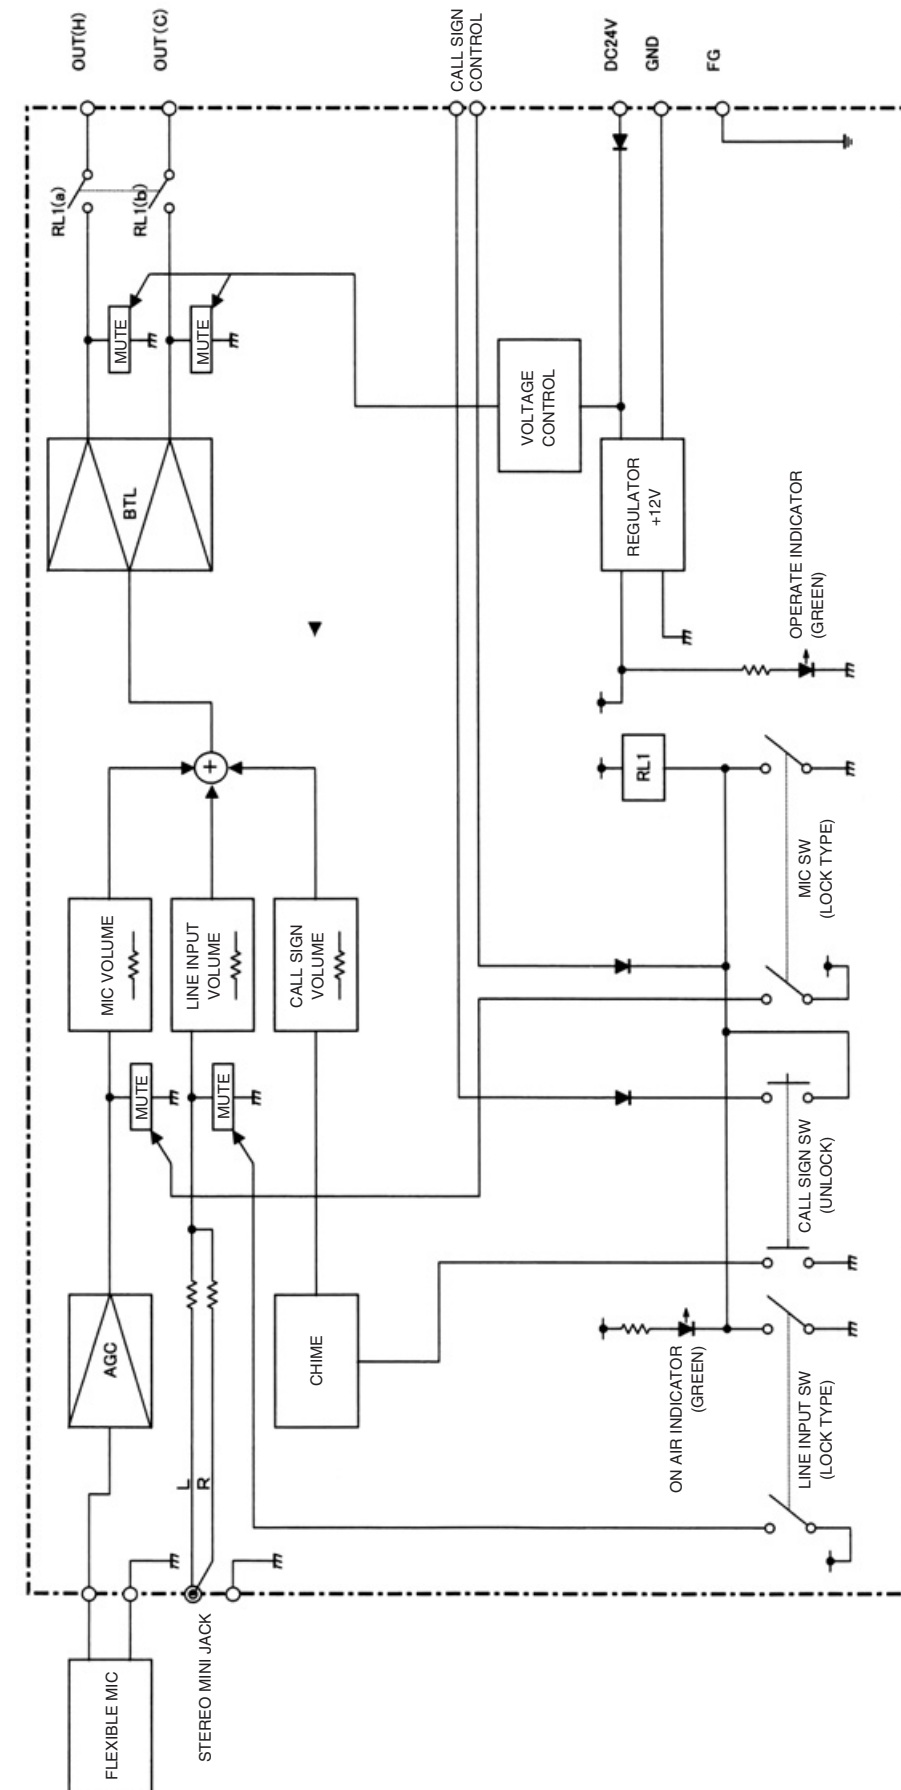 FLEXIBLE MIC
STEREO MINI JACK
L
R
AGC
CHIME
MUTE
MUTE
MIC VOLUME
LINE INPUT
VOLUME
CALL SIGN
VOLUME
+
BTL
MUTE
MUTE
RL1(a)
RL1(b)
OUT(H)
OUT(C)
CALL SIGN
CONTROL
DC24V
GND
FG
VOLTAGE
CONTROL
REGULATOR
+12V
OPERATE INDICATOR
(GREEN)
RL1
MIC SW
(LOCK TYPE)
CALL SIGN SW
(UNLOCK)
ON AIR INDICATOR
(GREEN)
LINE INPUT SW
(LOCK TYPE)